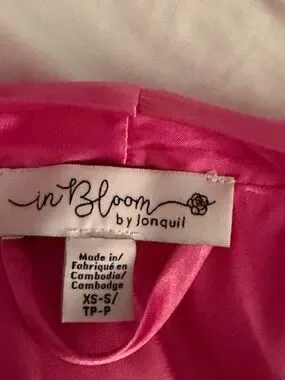 in Bloom
by Jonquil
Made in/
Fabriqué en
Cambodia/
Cambodge
XS-S/
TP-P